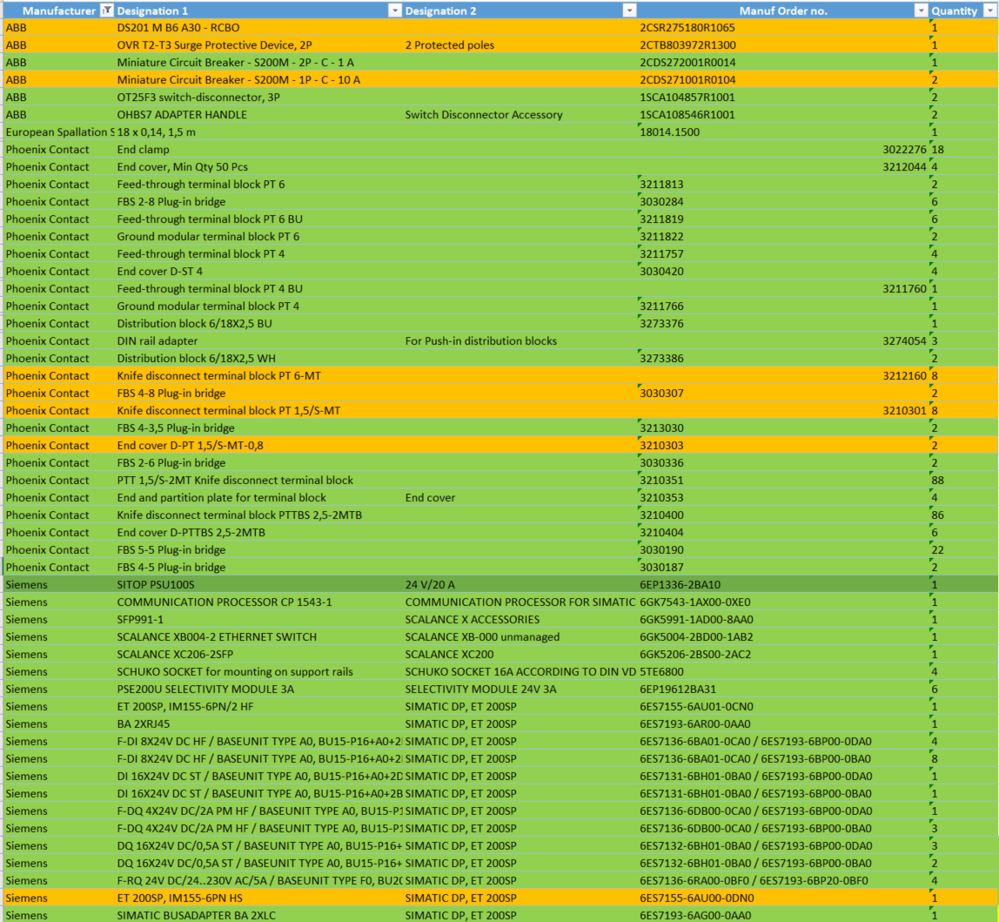 Manufacturer Designation 1 Designation 2 Manuf Order no. Quantity
ABB DS201 M B6 A30 - RCBO 2CSR275180R1065 1
ABB OVR T2-T3 Surge Protective Device, 2P 2 Protected poles 2CTB803972R1300 1
ABB Miniature Circuit Breaker - S200M - 2P - C - 1 A 2CDS272001R0014 1
ABB Miniature Circuit Breaker - S200M - 1P - C - 10 A 2CDS271001R0104 2
ABB OT25F3 switch-disconnector, 3P 1SCA104857R1001 2
ABB OHBS7 ADAPTER HANDLE Switch Disconnector Accessory 1SCA108546R1001 2
European Spallation S 18 x 0,14, 1,5 m 18014.1500 1
Phoenix Contact End clamp 3022276 18
Phoenix Contact End cover, Min Qty 50 Pcs 3212044 4
Phoenix Contact Feed-through terminal block PT 6 3211813 2
Phoenix Contact FBS 2-8 Plug-in bridge 3030284 6
Phoenix Contact Feed-through terminal block PT 6 BU 3211819 6
Phoenix Contact Ground modular terminal block PT 6 3211822 2
Phoenix Contact Feed-through terminal block PT 4 3211757 4
Phoenix Contact End cover D-ST 4 3030420 4
Phoenix Contact Feed-through terminal block PT 4 BU 3211760 1
Phoenix Contact Ground modular terminal block PT 4 3211766 1
Phoenix Contact Distribution block 6/18X2,5 BU 3273376 1
Phoenix Contact DIN rail adapter For Push-in distribution blocks 3274054 3
Phoenix Contact Distribution block 6/18X2,5 WH 3273386 2
Phoenix Contact Knife disconnect terminal block PT 6-MT 3212160 8
Phoenix Contact FBS 4-8 Plug-in bridge 3030307 2
Phoenix Contact Knife disconnect terminal block PT 1,5/S-MT 3210301 8
Phoenix Contact FBS 4-3,5 Plug-in bridge 3213030 2
Phoenix Contact End cover D-PT 1,5/S-MT-0,8 3210303 2
Phoenix Contact FBS 2-6 Plug-in bridge 3030336 2
Phoenix Contact PTT 1,5/S-2MT Knife disconnect terminal block 3210351 88
Phoenix Contact End and partition plate for terminal block End cover 3210353 4
Phoenix Contact Knife disconnect terminal block PTTBS 2,5-2MTB 3210400 86
Phoenix Contact End cover D-PTTBS 2,5-2MTB 3210404 6
Phoenix Contact FBS 5-5 Plug-in bridge 3030190 22
Phoenix Contact FBS 4-5 Plug-in bridge 3030187 2
Siemens SITOP PSU100S 24 V/20 A 6EP1336-2BA10 1
Siemens COMMUNICATION PROCESSOR CP 1543-1 COMMUNICATION PROCESSOR FOR SIMATIC 6GK7543-1AX00-0XE0 1
Siemens SFP991-1 SCALANCE X ACCESSORIES 6GK5991-1AD00-8AA0 1
Siemens SCALANCE XB004-2 ETHERNET SWITCH SCALANCE XB-000 unmanaged 6GK5004-2BD00-1AB2 1
Siemens SCALANCE XC206-2SFP SCALANCE XC200 6GK5206-2BS00-2AC2 1
Siemens SCHUKO SOCKET for mounting on support rails SCHUKO SOCKET 16A ACCORDING TO DIN VD 5TE6800 4
Siemens PSE200U SELECTIVITY MODULE 3A SELECTIVITY MODULE 24V 3A 6EP19612BA31 6
Siemens ET 200SP, IM155-6PN/2 HF SIMATIC DP, ET 200SP 6ES7155-6AU01-0CN0 1
Siemens BA 2XRJ45 SIMATIC DP, ET 200SP 6ES7193-6AR00-0AA0 1
Siemens F-DI 8X24V DC HF / BASEUNIT TYPE A0, BU15-P16+A0+2 SIMATIC DP, ET 200SP 6ES7136-6BA01-0CA0 / 6ES7193-6BP00-0DA0 4
Siemens F-DI 8X24V DC HF / BASEUNIT TYPE A0, BU15-P16+A0+2 SIMATIC DP, ET 200SP 6ES7136-6BA01-0CA0 / 6ES7193-6BP00-0BA0 8
Siemens DI 16X24V DC ST / BASEUNIT TYPE A0, BU15-P16+A0+2D SIMATIC DP, ET 200SP 6ES7131-6BH01-0BA0 / 6ES7193-6BP00-0DA0 1
Siemens DI 16X24V DC ST / BASEUNIT TYPE A0, BU15-P16+A0+2B SIMATIC DP, ET 200SP 6ES7131-6BH01-0BA0 / 6ES7193-6BP00-0BA0 1
Siemens F-DQ 4X24V DC/2A PM HF / BASEUNIT TYPE A0, BU15-P1 SIMATIC DP, ET 200SP 6ES7136-6DB00-0CA0 / 6ES7193-6BP00-0DA0 1
Siemens F-DQ 4X24V DC/2A PM HF / BASEUNIT TYPE A0, BU15-P1 SIMATIC DP, ET 200SP 6ES7136-6DB00-0CA0 / 6ES7193-6BP00-0BA0 3
Siemens DQ 16X24V DC/0,5A ST / BASEUNIT TYPE A0, BU15-P16+ SIMATIC DP, ET 200SP 6ES7132-6BH01-0BA0 / 6ES7193-6BP00-0DA0 3
Siemens DQ 16X24V DC/0,5A ST / BASEUNIT TYPE A0, BU15-P16+ SIMATIC DP, ET 200SP 6ES7132-6BH01-0BA0 / 6ES7193-6BP00-0BA0 2
Siemens F-RQ 24V DC/24..230V AC/5A / BASEUNIT TYPE F0, BU20 SIMATIC DP, ET 200SP 6ES7136-6RA00-0BF0 / 6ES7193-6BP20-0BF0 4
Siemens ET 200SP, IM155-6PN HS SIMATIC DP, ET 200SP 6ES7155-6AU00-0DN0 1
Siemens SIMATIC BUSADAPTER BA 2XLC SIMATIC DP, ET 200SP 6ES7193-6AG00-0AA0 1